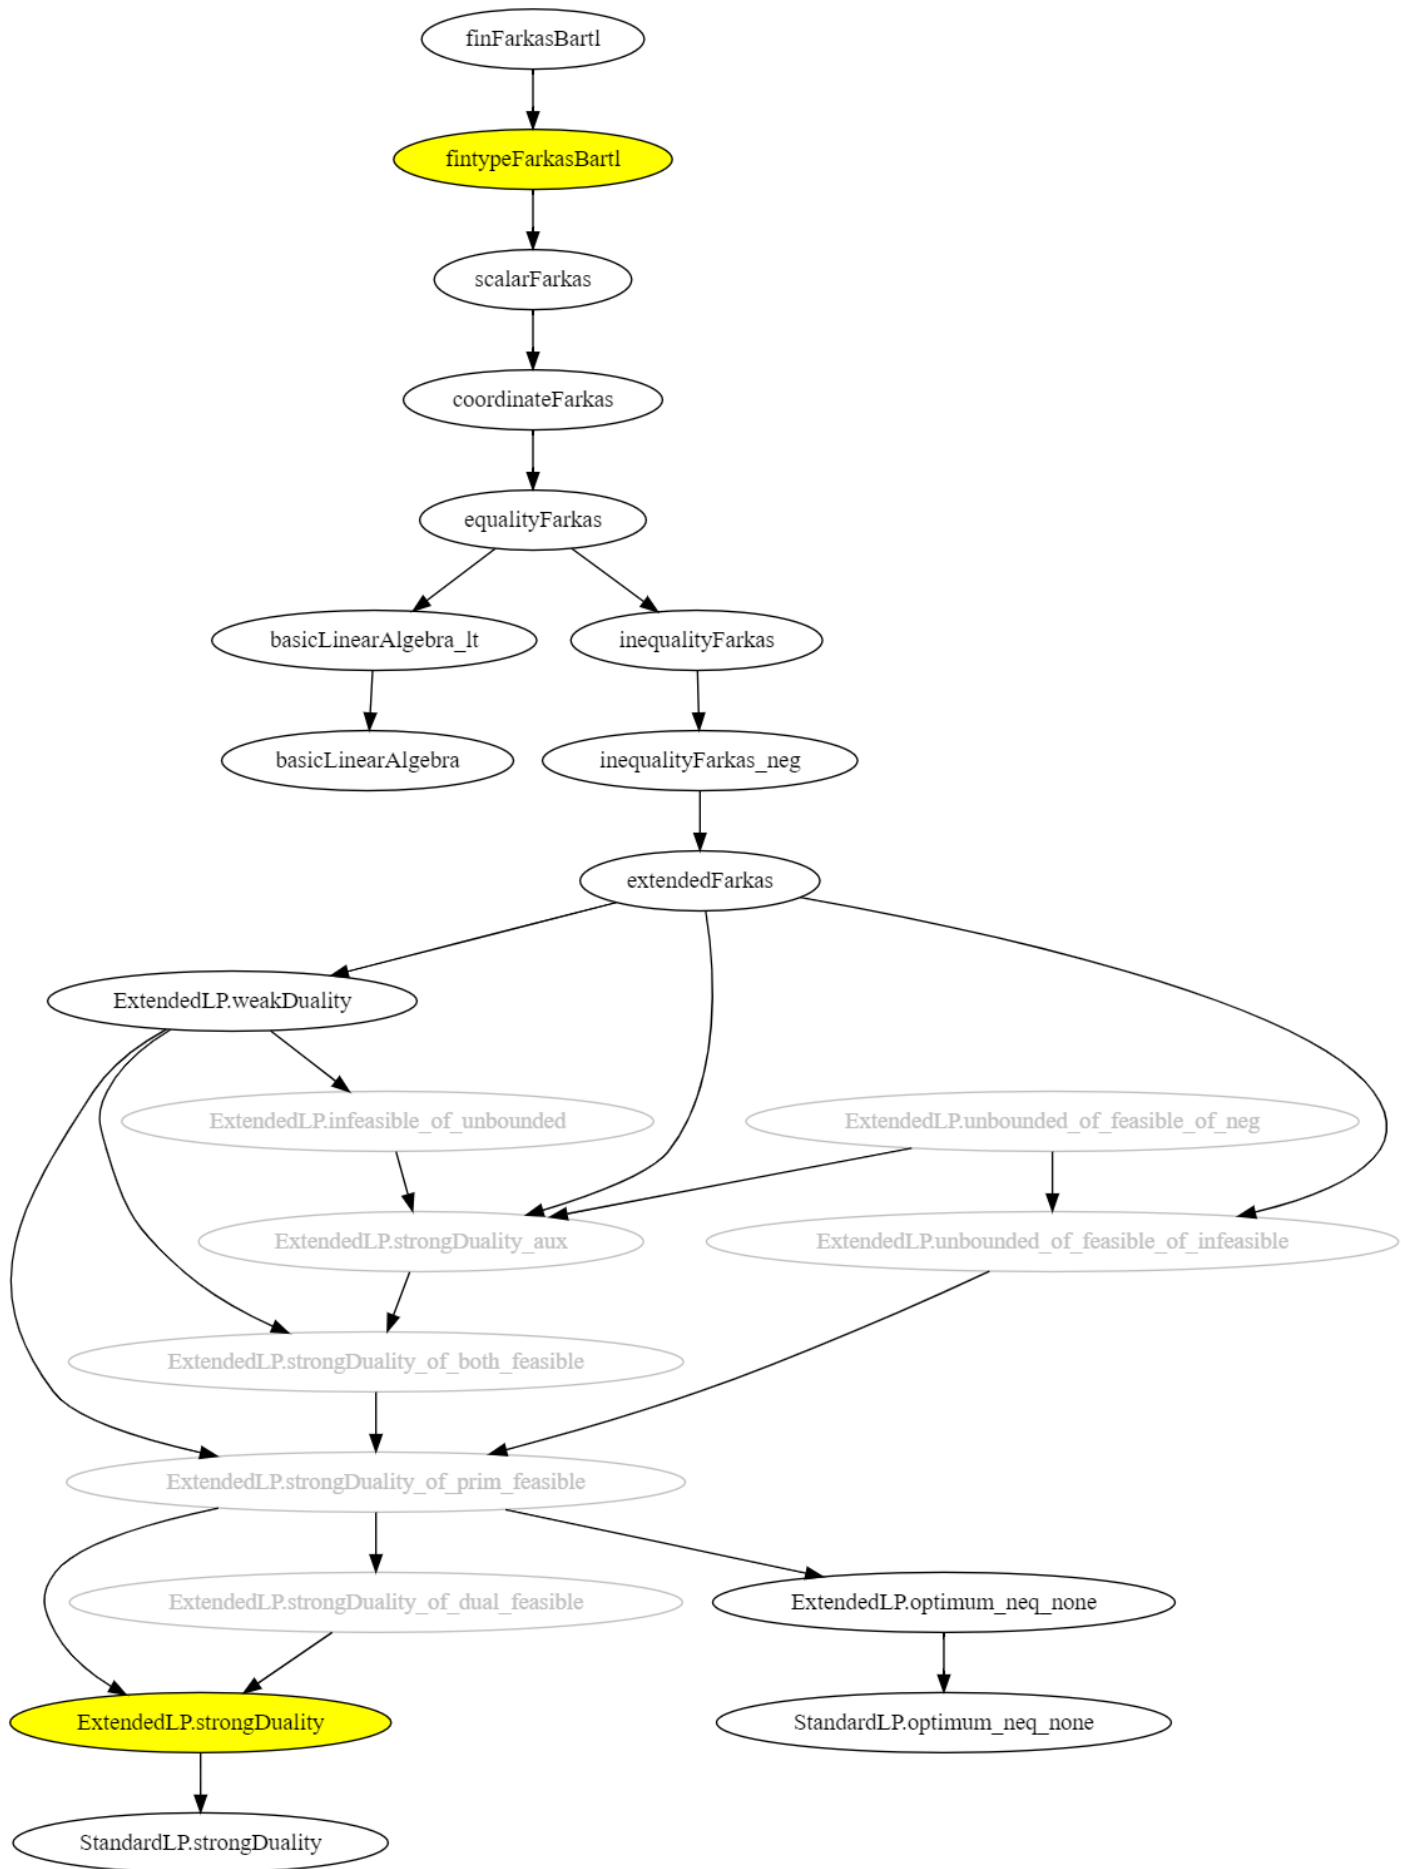 finFarkasBartl
fintypeFarkasBartl
scalarFarkas
coordinateFarkas
equalityFarkas
basicLinearAlgebra_lt
inequalityFarkas
basicLinearAlgebra
inequalityFarkas_neg
extendedFarkas
ExtendedLP.weakDuality
ExtendedLP.infeasible_of_unbounded
ExtendedLP.unbounded_of_feasible_of_neg
ExtendedLP.strongDuality_aux
ExtendedLP.unbounded_of_feasible_of_infeasible
ExtendedLP.strongDuality_of_both_feasible
ExtendedLP.strongDuality_of_prim_feasible
ExtendedLP.strongDuality_of_dual_feasible
ExtendedLP.optimum_neq_none
ExtendedLP.strongDuality
StandardLP.optimum_neq_none
StandardLP.strongDuality